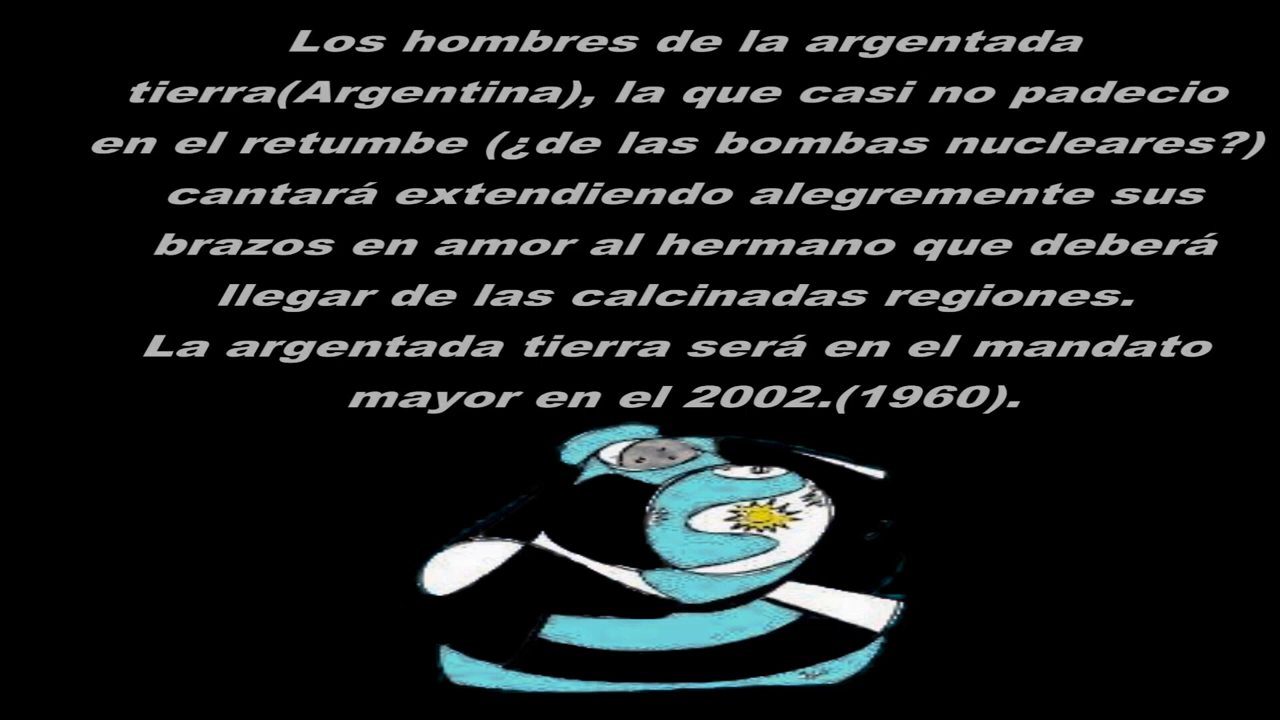 Los hombres de la argentada
tierra(Argentina), la que casi no padecio
en el retumbe (¿de las bombas nucleares?)
cantará extendiendo alegremente sus
brazos en amor al hermano que deberá
llegar de las calcinadas regiones.
La argentada tierra será en el mandato
mayor en el 2002.(1960).